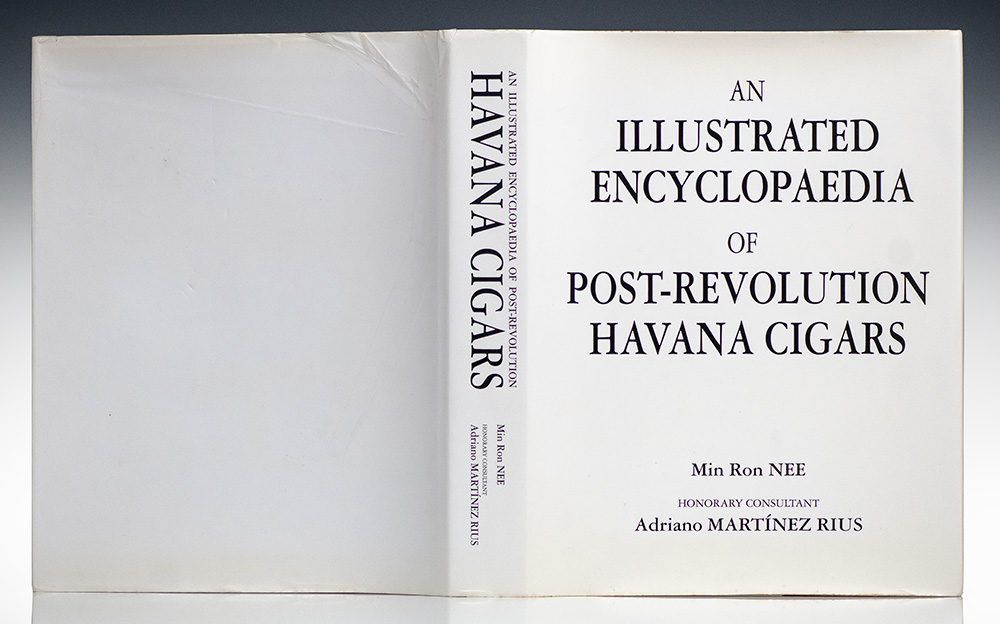 AN ILLUSTRATED ENCYCLOPAEDIA OF POST-REVOLUTION
HAVANA CIGARS
Min Ron NEE
HONORARY CONSULTANT
Adriano MARTÍNEZ RIUS
AN
ILLUSTRATED
ENCYCLOPAEDIA
OF
POST-REVOLUTION
HAVANA CIGARS
Min Ron NEE
HONORARY CONSULTANT
Adriano MARTÍNEZ RIUS